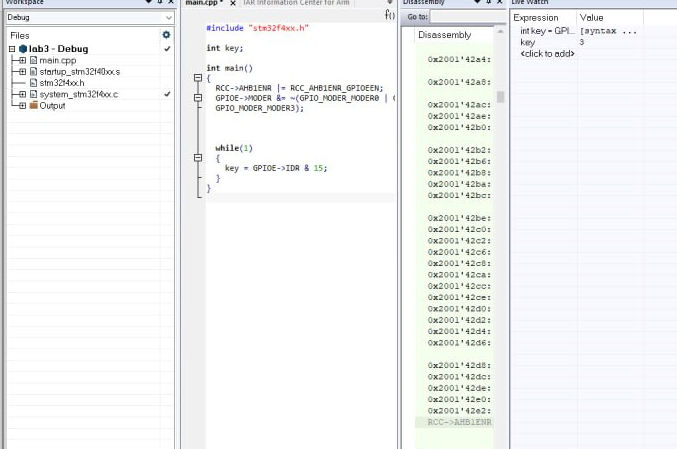 Workspace
Debug
Files
lab3 - Debug
main.cpp
startup_stm32f40xx.s
stm32f4xx.h
system_stm32f4xx.c
Output
main.cpp *
IAR Information Center for Arm
f()
#include "stm32f4xx.h"
int key;
int main()
{
RCC->AHB1ENR |= RCC_AHB1ENR_GPIOEEN;
GPIOE->MODER &= ~(GPIO_MODER_MODER0 |
GPIO_MODER_MODER3);
while(1)
{
key = GPIOE->IDR & 15;
}
}
Disassembly
Go to:
Disassembly
0x2001'42a4:
0x2001'42a8:
0x2001'42ac:
0x2001'42ae:
0x2001'42b0:
0x2001'42b2:
0x2001'42b6:
0x2001'42b8:
0x2001'42ba:
0x2001'42bc:
0x2001'42be:
0x2001'42c0:
0x2001'42c2:
0x2001'42c6:
0x2001'42c8:
0x2001'42ca:
0x2001'42cc:
0x2001'42ce:
0x2001'42d0:
0x2001'42d2:
0x2001'42d4:
0x2001'42d6:
0x2001'42d8:
0x2001'42dc:
0x2001'42de:
0x2001'42e0:
0x2001'42e2:
RCC->AHB1ENR
Live Watch
Expression Value
int key = GPI... [syntax ...
key 3
<click to add>